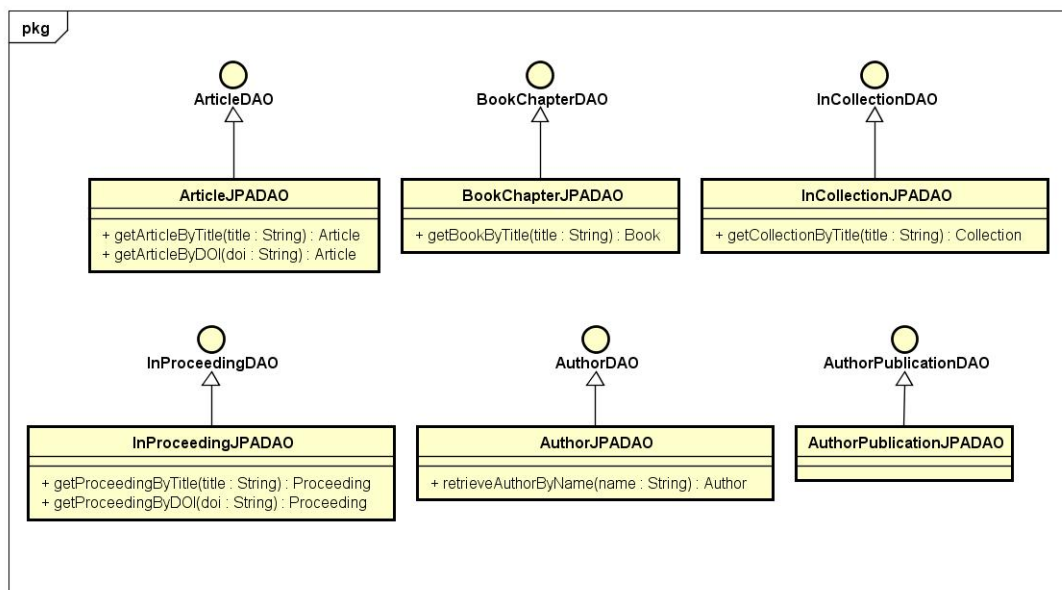 pkg
ArticleDAO
BookChapterDAO
InCollectionDAO
ArticleJPADAO
+ getArticleByTitle(title : String) : Article
+ getArticleByDOI(doi : String) : Article
BookChapterJPADAO
+ getBookByTitle(title : String) : Book
InCollectionJPADAO
+ getCollectionByTitle(title : String) : Collection
InProceedingDAO
AuthorDAO
AuthorPublicationDAO
InProceedingJPADAO
+ getProceedingByTitle(title : String) : Proceeding
+ getProceedingByDOI(doi : String) : Proceeding
AuthorJPADAO
+ retrieveAuthorByName(name : String) : Author
AuthorPublicationJPADAO